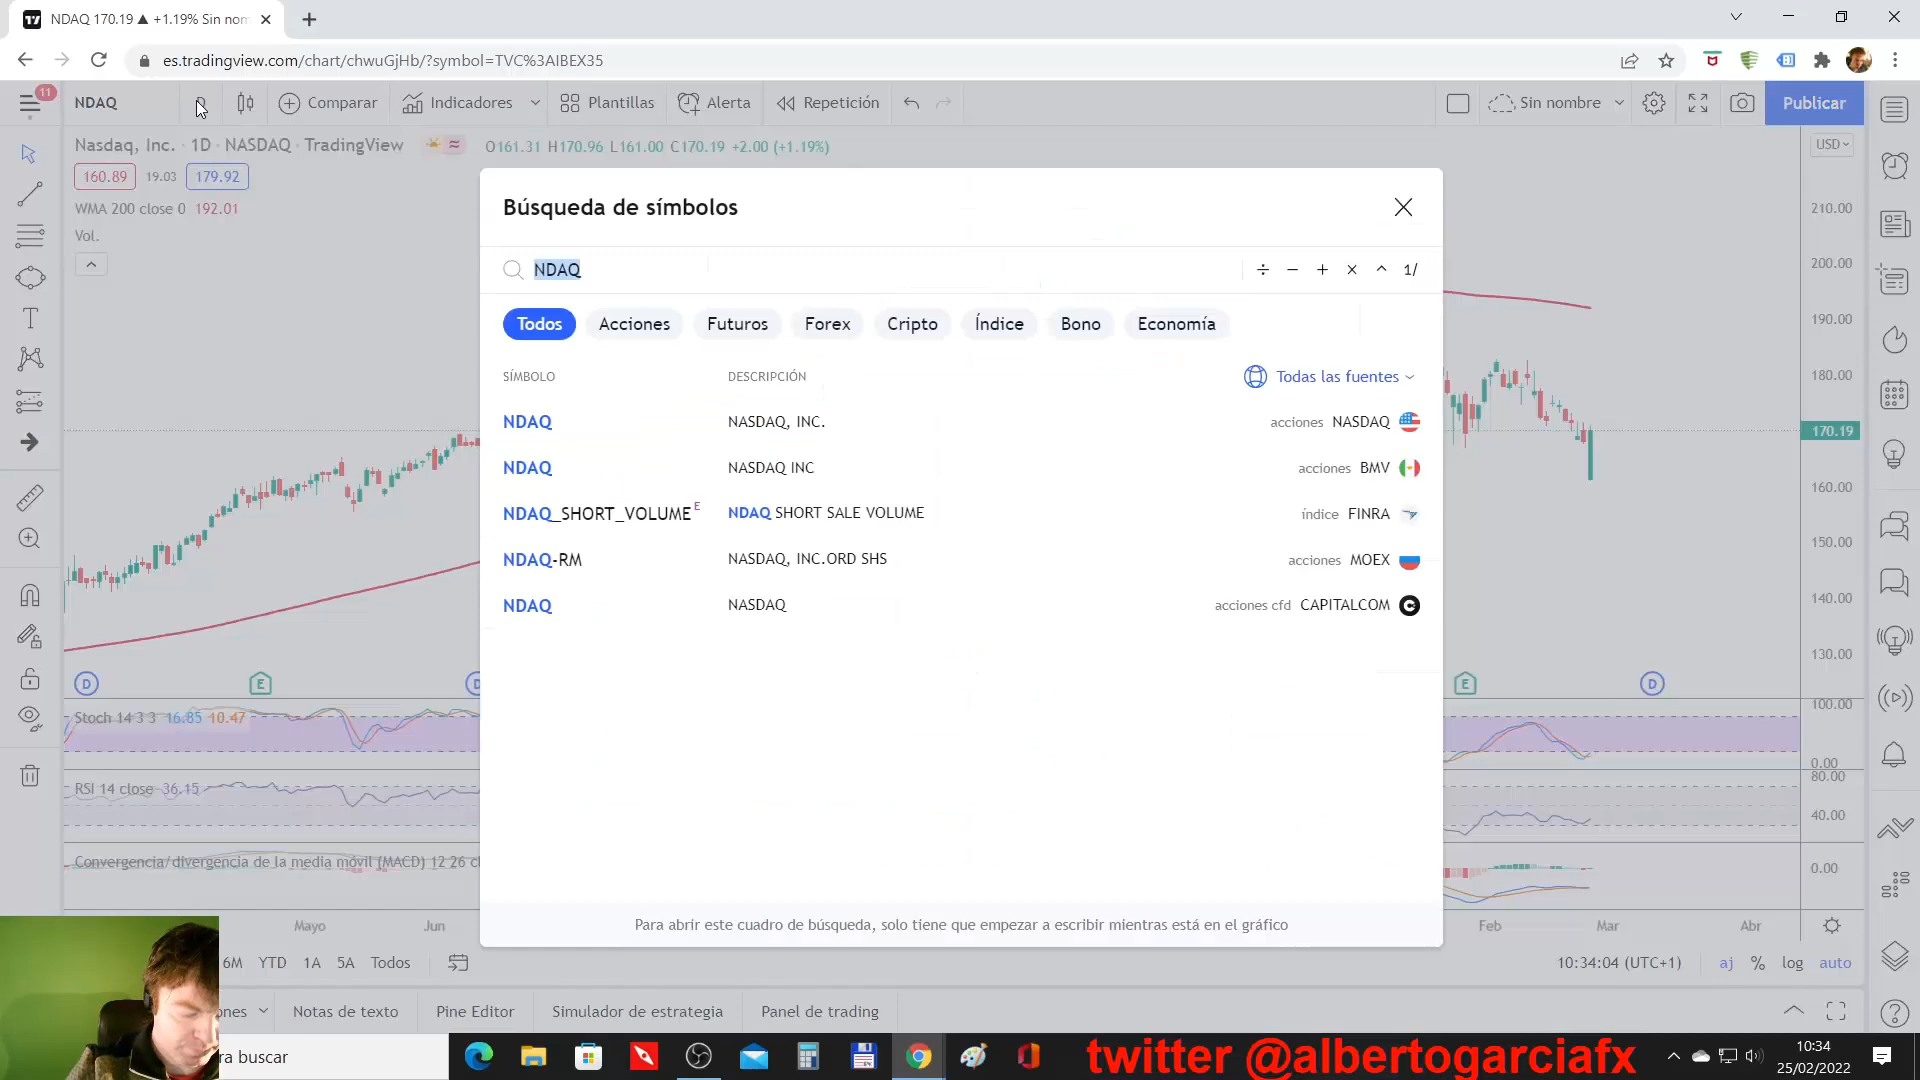 NDAQ 170.19 ▲ +1.19% Sin nom
es.tradingview.com/chart/chwuGjHb/?symbol=TVC%3AIBEX35
11
NDAQ
Comparar
Indicadores
Plantillas
Alerta
Repetición
Sin nombre
Publicar
Nasdaq, Inc. · 1D · NASDAQ · TradingView
O161.31 H170.96 L161.00 C170.19 +2.00 (+1.19%)
USD
160.89 19.03 179.92
WMA 200 close 0 192.01
Vol.
Búsqueda de símbolos
NDAQ
÷ − + × ^ 1/
Todos Acciones Futuros Forex Cripto Índice Bono Economía
SÍMBOLO DESCRIPCIÓN Todas las fuentes
NDAQ NASDAQ, INC. acciones NASDAQ
NDAQ NASDAQ INC acciones BMV
NDAQ_SHORT_VOLUME E NDAQ SHORT SALE VOLUME índice FINRA
NDAQ-RM NASDAQ, INC.ORD SHS acciones MOEX
NDAQ NASDAQ acciones cfd CAPITALCOM
Para abrir este cuadro de búsqueda, solo tiene que empezar a escribir mientras está en el gráfico
210.00
200.00
190.00
180.00
170.19
160.00
150.00
140.00
130.00
D E D E D
Stoch 14 3 3 16.85 10.47
100.00
0.00
RSI 14 close 36.15
80.00
40.00
Convergencia/divergencia de la media móvil (MACD) 12 26 cl
0.00
Mayo Jun Feb Mar Abr
6M YTD 1A 5A Todos
10:34:04 (UTC+1) aj % log auto
ones Notas de texto Pine Editor Simulador de estrategia Panel de trading
ra buscar
twitter @albertogarciafx
10:34
25/02/2022